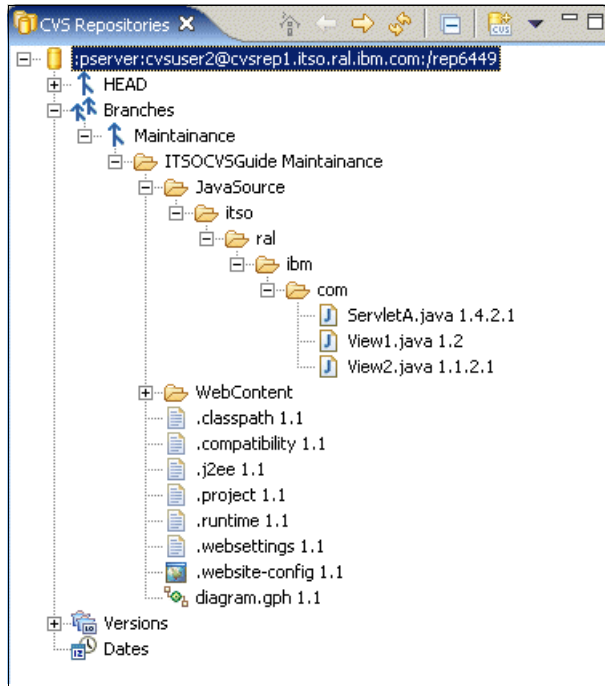 CVS Repositories
CVS
:pserver:cvsuser2@cvsrep1.itso.ral.ibm.com:/rep6449
HEAD
Branches
Maintainance
ITSOCVSGuide Maintainance
JavaSource
itso
ral
ibm
com
ServletA.java 1.4.2.1
View1.java 1.2
View2.java 1.1.2.1
WebContent
.classpath 1.1
.compatibility 1.1
.j2ee 1.1
.project 1.1
.runtime 1.1
.websettings 1.1
.website-config 1.1
diagram.gph 1.1
Versions
Dates